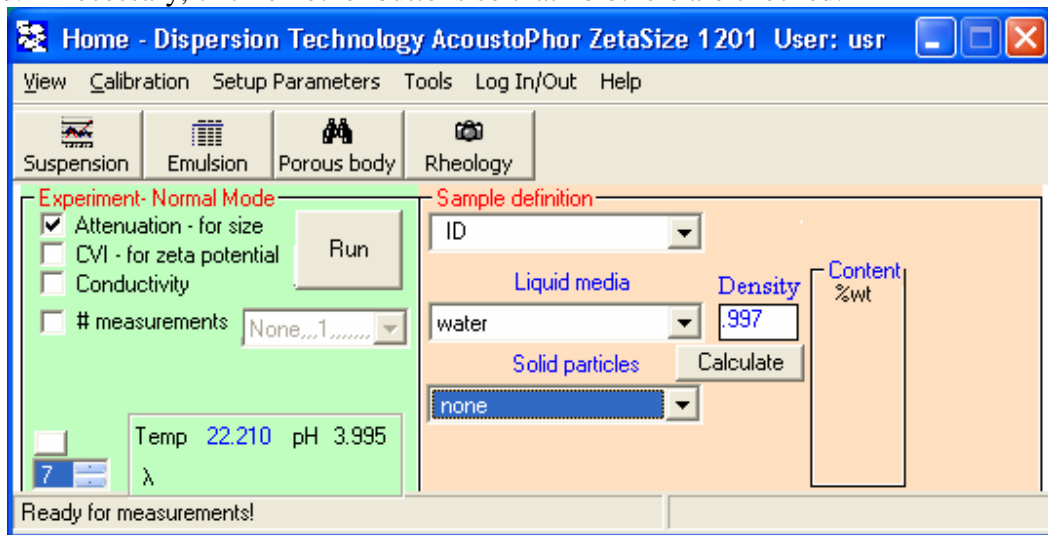 Home - Dispersion Technology AcoustoPhor ZetaSize 1201 User: usr
View Calibration Setup Parameters Tools Log In/Out Help
Suspension Emulsion Porous body Rheology
Experiment- Normal Mode
Attenuation - for size
CVI - for zeta potential
Conductivity
# measurements
None,,,1,,,,,,,
Run
Temp 22.210 pH 3.995
7
λ
Sample definition
ID
Liquid media
Density
water
.997
Solid particles
Calculate
none
Content
%wt
Ready for measurements!